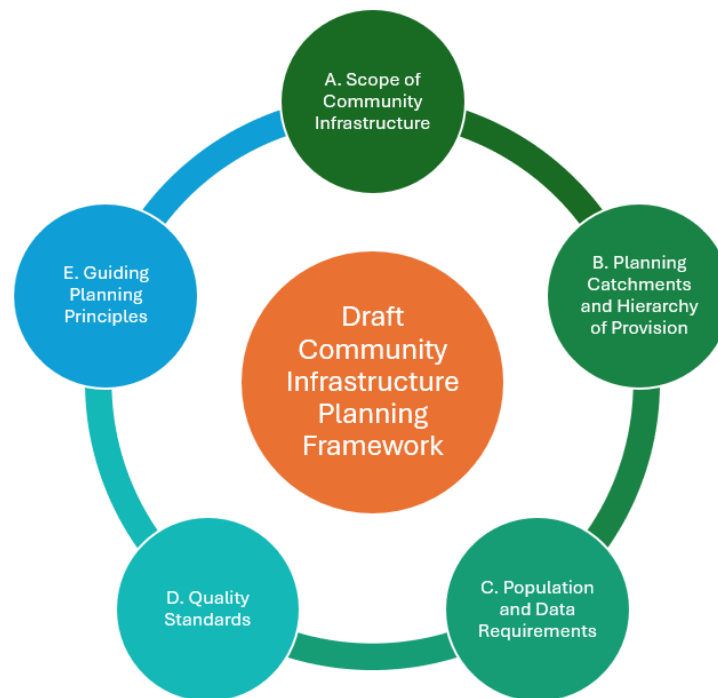 A. Scope of
Community
Infrastructure
B. Planning
Catchments
and Hierarchy
of Provision
C. Population
and Data
Requirements
D. Quality
Standards
E. Guiding
Planning
Principles
Draft
Community
Infrastructure
Planning
Framework